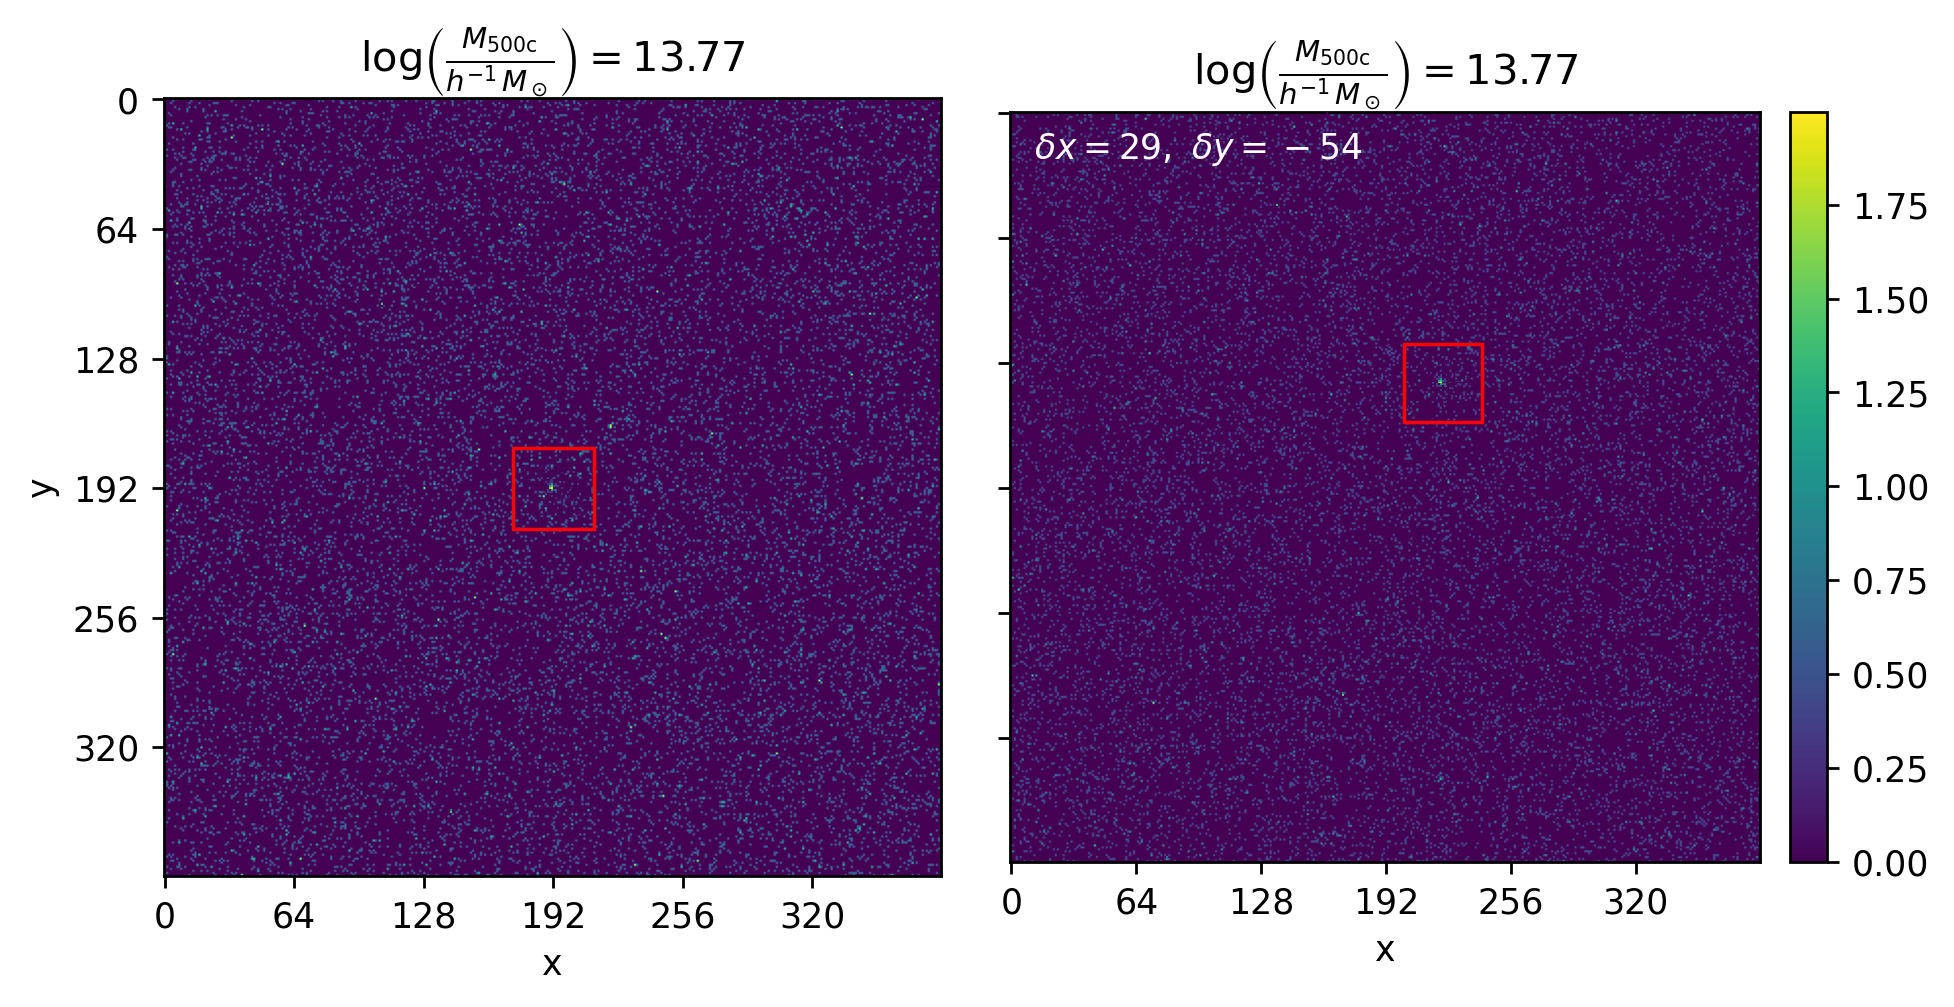 log(M500c/h−1M⊙) = 13.77
0
64
128
192
256
320
y
0 64 128 192 256 320
x
log(M500c/h−1M⊙) = 13.77
δx = 29, δy = −54
0 64 128 192 256 320
x
1.75
1.50
1.25
1.00
0.75
0.50
0.25
0.00